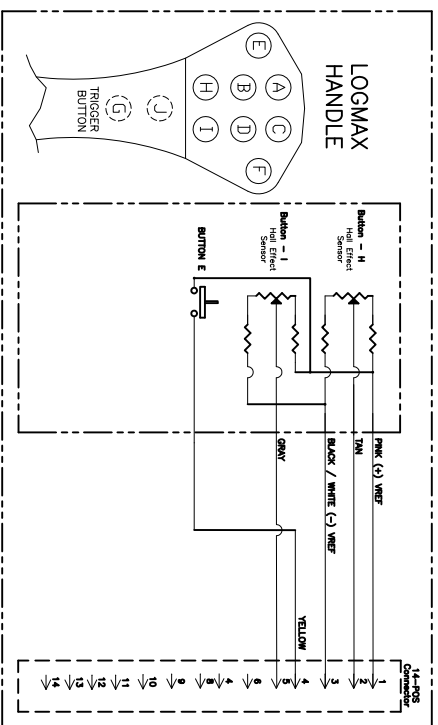 LOGMAX
HANDLE
E
A
C
F
H
B
D
I
J
G
TRIGGER
BUTTON
Button - H
Hall Effect
Sensor
Button - I
Hall Effect
Sensor
BUTTON E
PINK (+) VREF
TAN
BLACK / WHITE (-) VREF
GRAY
YELLOW
14-POS
Connector
1
2
3
4
5
6
4
8
9
10
11
12
13
14